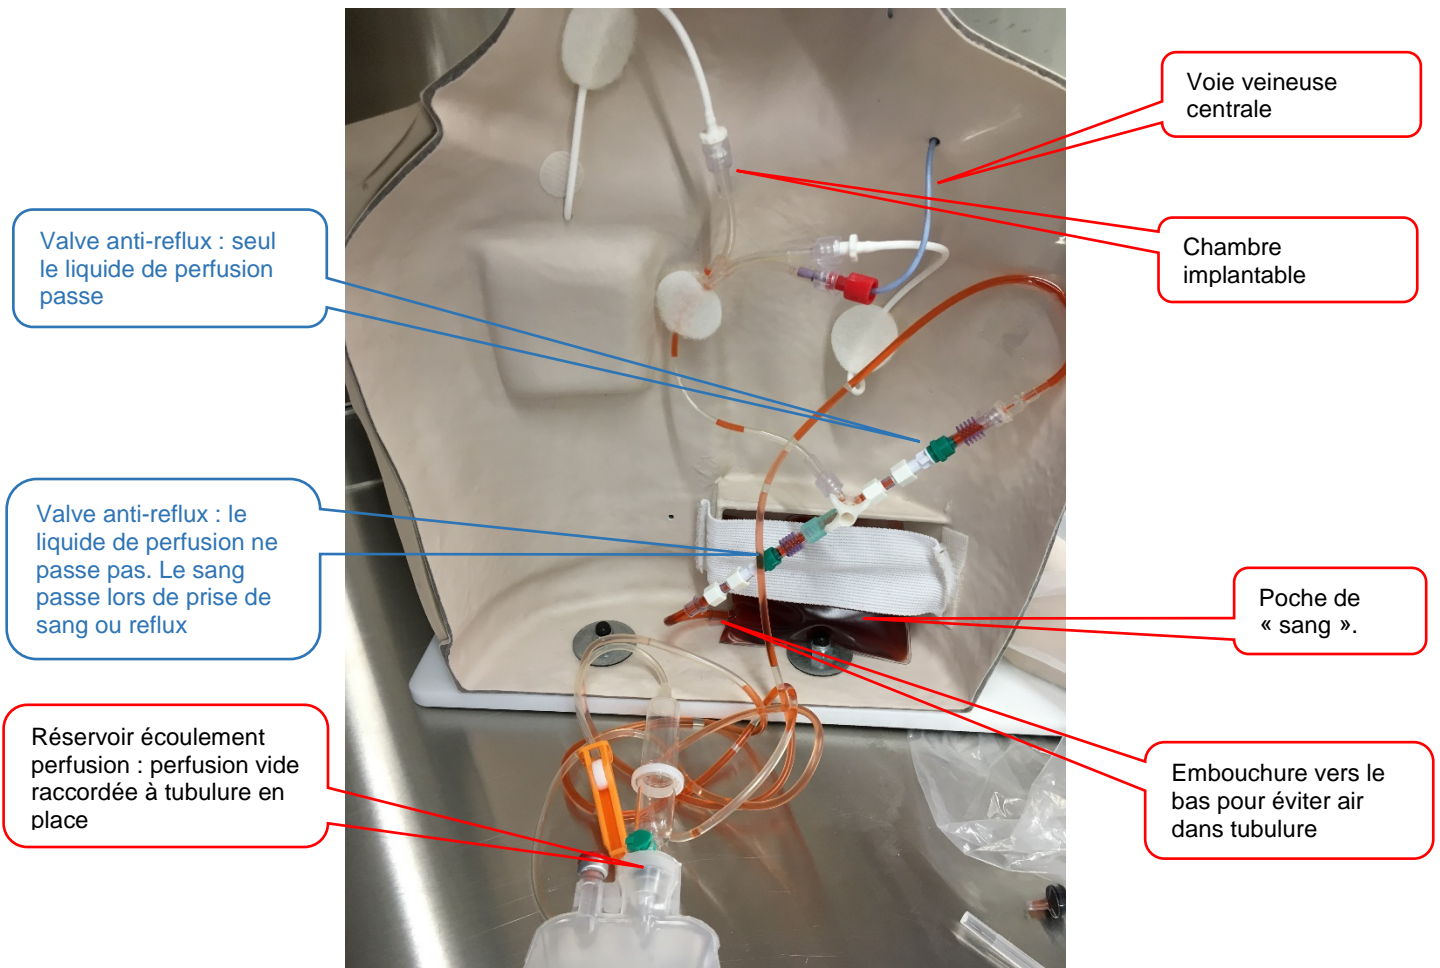 Voie veineuse
centrale
Valve anti-reflux : seul
le liquide de perfusion
passe
Chambre
implantable
Valve anti-reflux : le
liquide de perfusion ne
passe pas. Le sang
passe lors de prise de
sang ou reflux
Poche de
« sang ».
Réservoir écoulement
perfusion : perfusion vide
raccordée à tubulure en
place
Embouchure vers le
bas pour éviter air
dans tubulure